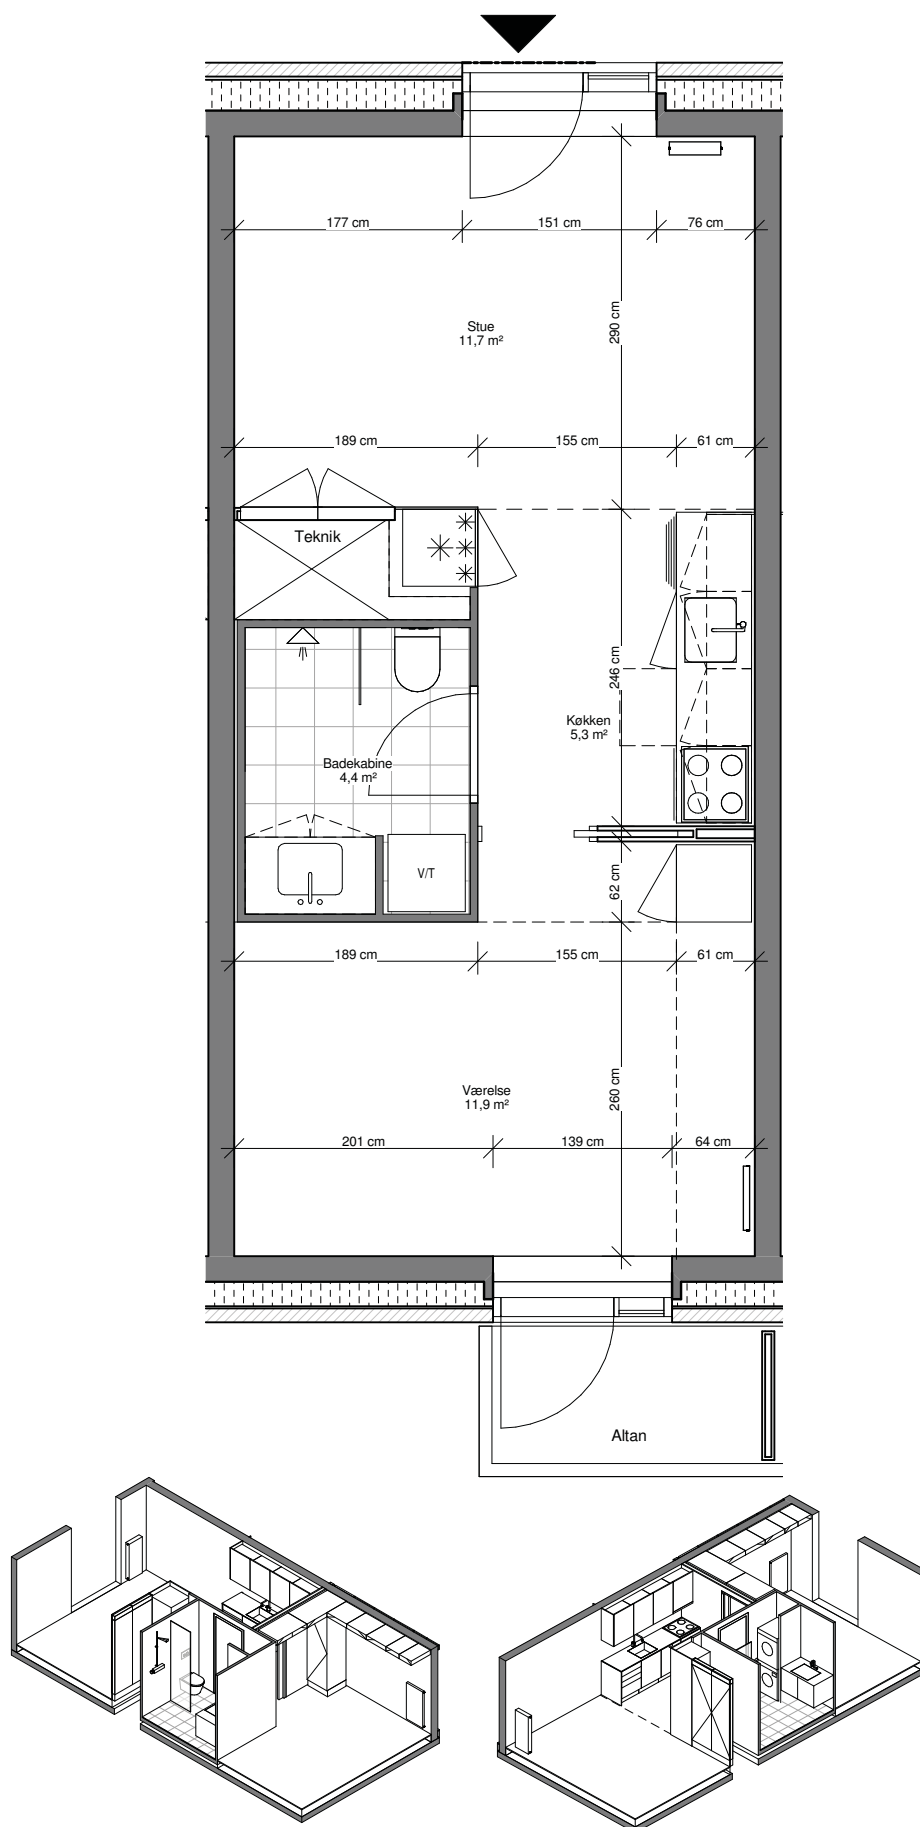 177 cm
151 cm
76 cm
290 cm
Stue
11,7 m²
189 cm
155 cm
61 cm
Teknik
246 cm
Køkken
5,3 m²
Badekabine
4,4 m²
V/T
62 cm
189 cm
155 cm
61 cm
260 cm
Værelse
11,9 m²
201 cm
139 cm
64 cm
Altan